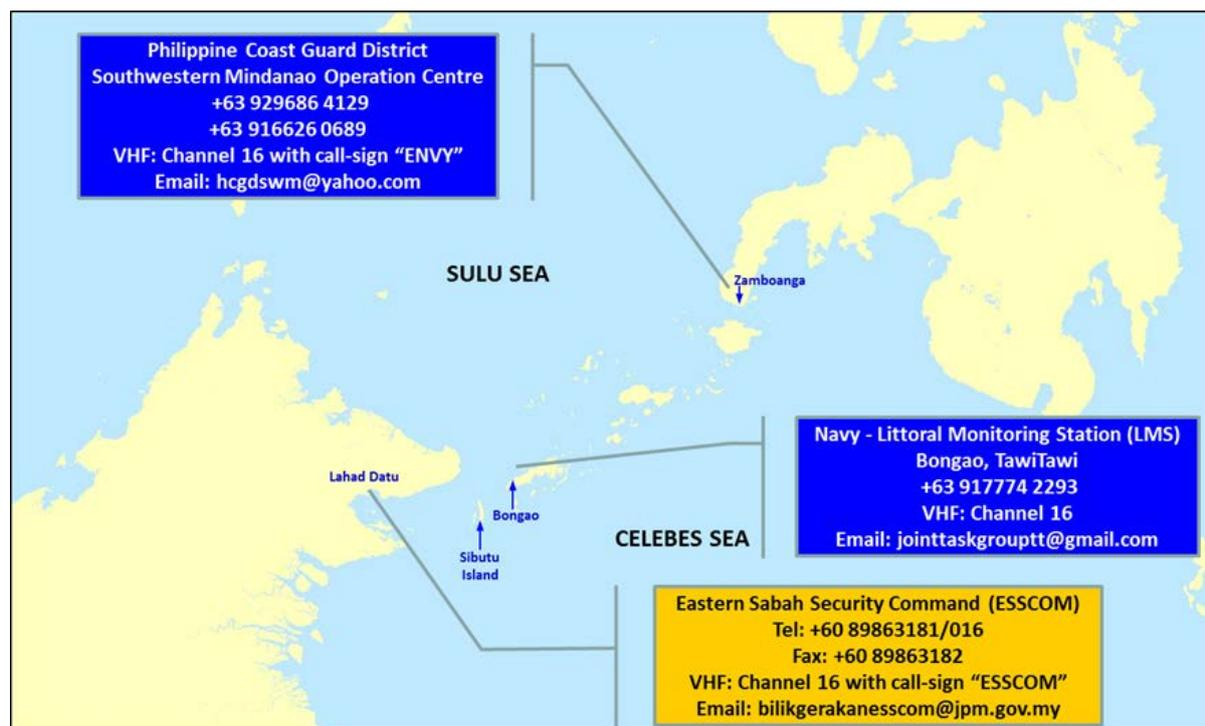 Philippine Coast Guard District
Southwestern Mindanao Operation Centre
+63 929686 4129
+63 916626 0689
VHF: Channel 16 with call-sign “ENVY”
Email: hcgdswm@yahoo.com
SULU SEA
Zamboanga
Navy - Littoral Monitoring Station (LMS)
Bongao, TawiTawi
+63 917774 2293
VHF: Channel 16
Email: jointtaskgrouptt@gmail.com
Lahad Datu
Bongao
CELEBES SEA
Sibutu
Island
Eastern Sabah Security Command (ESSCOM)
Tel: +60 89863181/016
Fax: +60 89863182
VHF: Channel 16 with call-sign “ESSCOM”
Email: bilikgerakanesscom@jpm.gov.my